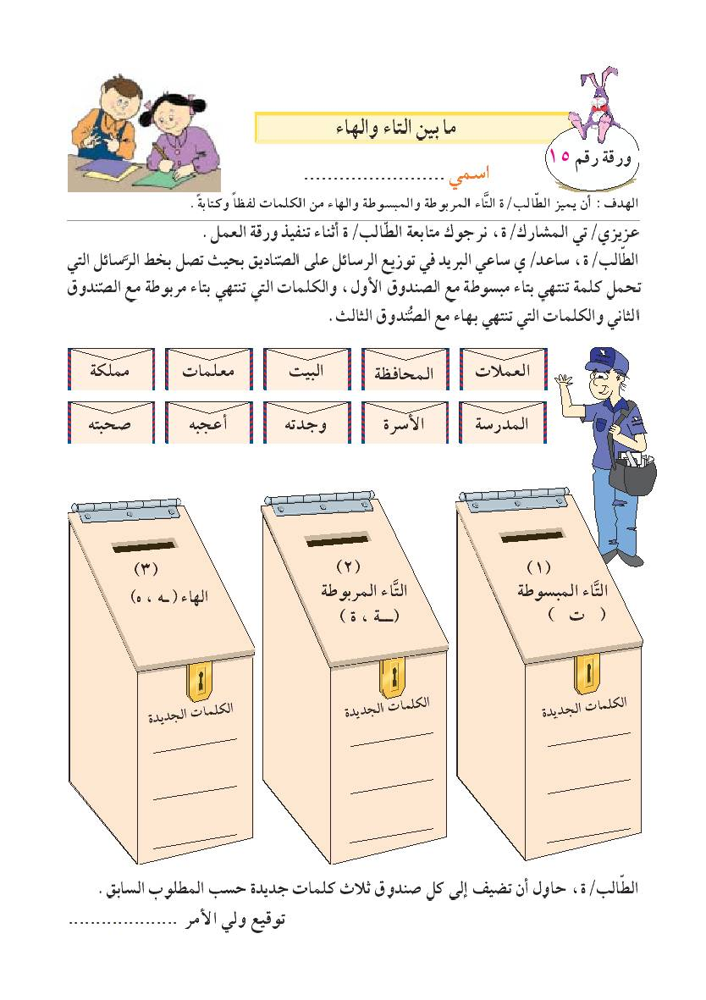 ما بين التاء والهاء
ورقة رقم ١٥
اسمي ........................
الهدف : أن يميز الطّالب/ ة التَّاء المربوطة والمبسوطة والهاء من الكلمات لفظاً وكتابةً .
عزيزي/ تي المشارك/ ة، نرجوك متابعة الطّالب/ ة أثناء تنفيذ ورقة العمل .
الطّالب/ ة، ساعد/ ي ساعي البريد في توزيع الرسائل على الصّناديق بحيث تصل بخط الرَّسائل التي
تحمل كلمة تنتهي بتاء مبسوطة مع الصندوق الأول، والكلمات التي تنتهي بتاء مربوطة مع الصّندوق
الثاني والكلمات التي تنتهي بهاء مع الصُّندوق الثالث .
العملات المحافظة البيت معلمات مملكة
المدرسة الأسرة وجدته أعجبه صحبته
(١)
التَّاء المبسوطة
( ت )
الكلمات الجديدة
(٢)
التَّاء المربوطة
(ـــة ، ة )
الكلمات الجديدة
(٣)
الهاء ( ـه ، ه)
الكلمات الجديدة
الطّالب/ ة، حاول أن تضيف إلى كل صندوق ثلاث كلمات جديدة حسب المطلوب السابق .
توقيع ولي الأمر ....................